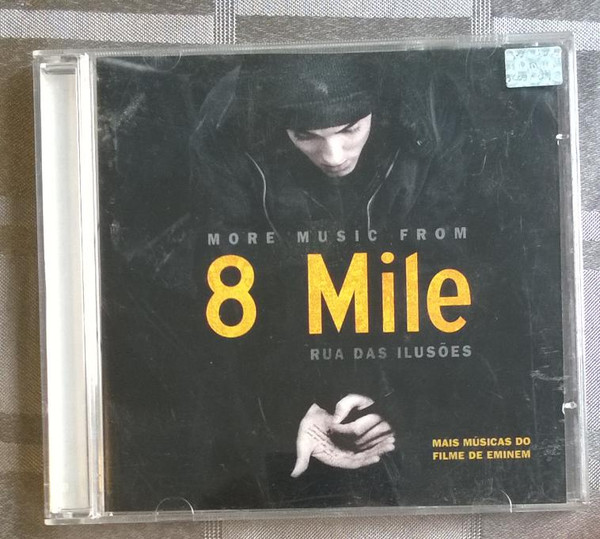 MORE MUSIC FROM
8 Mile
RUA DAS ILUSÕES
MAIS MÚSICAS DO
FILME DE EMINEM